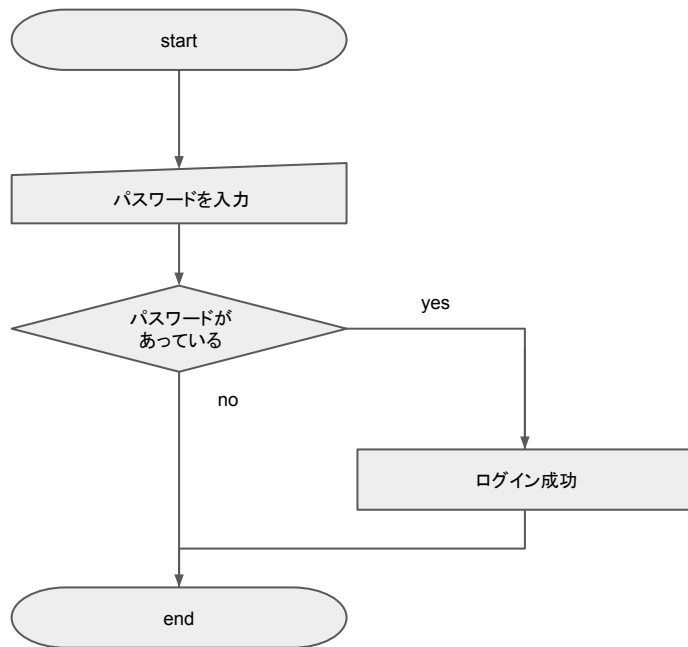 start
パスワードを入力
パスワードが
あっている
yes
no
ログイン成功
end